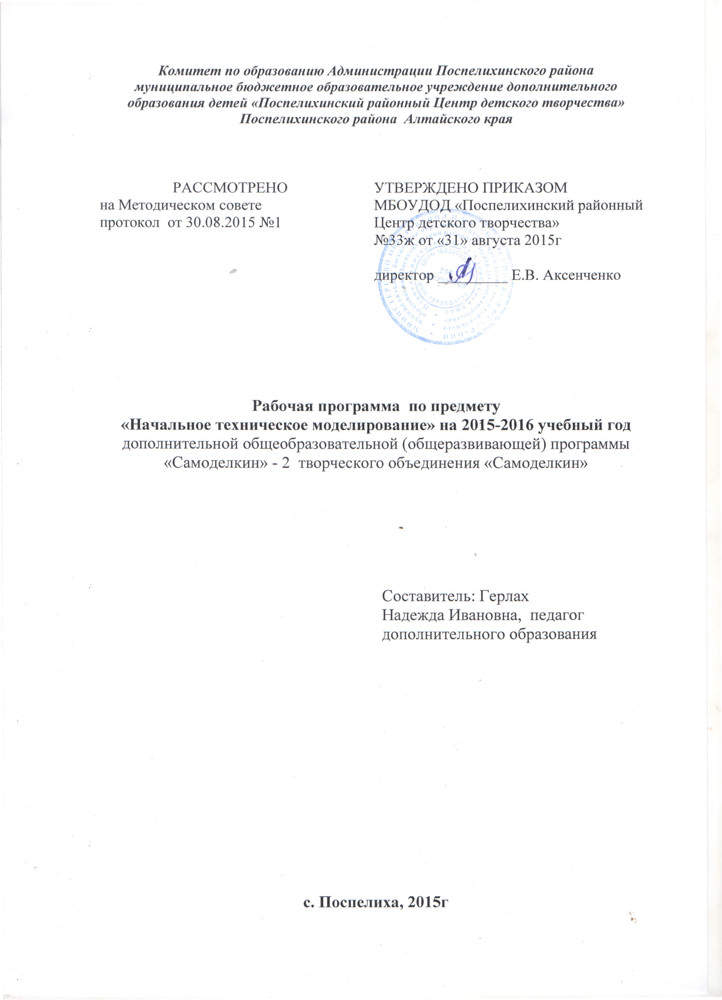 Комитет по образованию Администрации Поспелихинского района
муниципальное бюджетное образовательное учреждение дополнительного
образования детей «Поспелихинский районный Центр детского творчества»
Поспелихинского района Алтайского края
РАССМОТРЕНО
на Методическом совете
протокол от 30.08.2015 №1
УТВЕРЖДЕНО ПРИКАЗОМ
МБОУДОД «Поспелихинский районный
Центр детского творчества»
№33ж от «31» августа 2015г
директор _________ Е.В. Аксенченко
Рабочая программа по предмету
«Начальное техническое моделирование» на 2015-2016 учебный год
дополнительной общеобразовательной (общеразвивающей) программы
«Самоделкин» - 2 творческого объединения «Самоделкин»
Составитель: Герлах
Надежда Ивановна, педагог
дополнительного образования
с. Поспелиха, 2015г